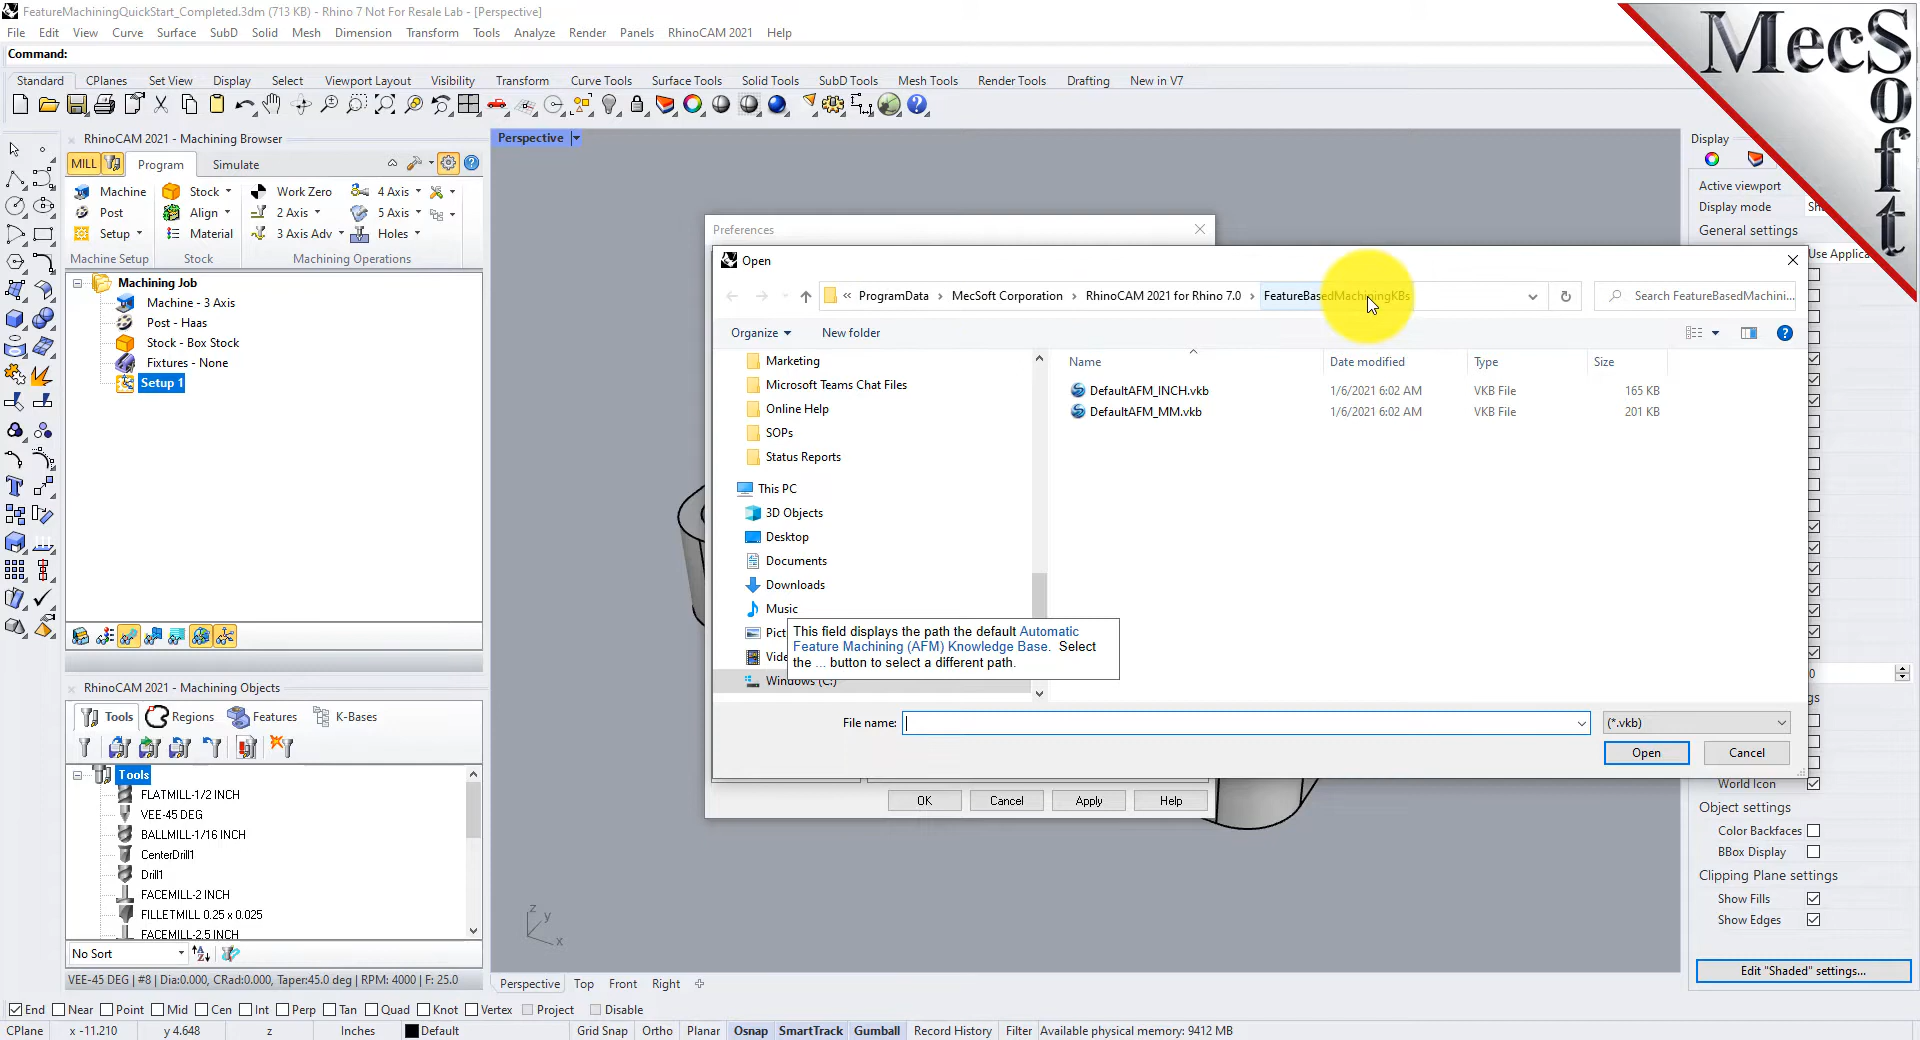 FeatureMachiningQuickStart_Completed.3dm (713 KB) - Rhino 7 Not For Resale Lab - [Perspective]
File Edit View Curve Surface SubD Solid Mesh Dimension Transform Tools Analyze Render Panels RhinoCAM 2021 Help
Command:
Standard CPlanes Set View Display Select Viewport Layout Visibility Transform Curve Tools Surface Tools Solid Tools SubD Tools Mesh Tools Render Tools Drafting New in V7
MecSoft
RhinoCAM 2021 - Machining Browser
MILL Program Simulate
Machine Stock Work Zero 4 Axis
Post Align 2 Axis 5 Axis
Setup Material 3 Axis Adv Holes
Machine Setup Stock Machining Operations
Machining Job
Machine - 3 Axis
Post - Haas
Stock - Box Stock
Fixtures - None
Setup 1
RhinoCAM 2021 - Machining Objects
Tools Regions Features K-Bases
Tools
FLATMILL-1/2 INCH
VEE-45 DEG
BALLMILL-1/16 INCH
CenterDrill1
Drill1
FACEMILL-2 INCH
FILLETMILL 0.25 x 0.025
FACEMILL-2.5 INCH
No Sort
VEE-45 DEG | #8 | Dia:0.000, CRad:0.000, Taper:45.0 deg | RPM: 4000 | F: 25.0
Perspective
Preferences
Open
« ProgramData › MecSoft Corporation › RhinoCAM 2021 for Rhino 7.0 › FeatureBasedMachiningKBs
Search FeatureBasedMachini...
Organize New folder
Marketing
Microsoft Teams Chat Files
Online Help
SOPs
Status Reports
This PC
3D Objects
Desktop
Documents
Downloads
Music
Pict
Vide
Windows (C:)
This field displays the path the default Automatic
Feature Machining (AFM) Knowledge Base. Select
the ... button to select a different path.
Name Date modified Type Size
DefaultAFM_INCH.vkb 1/6/2021 6:02 AM VKB File 165 KB
DefaultAFM_MM.vkb 1/6/2021 6:02 AM VKB File 201 KB
File name: (*.vkb)
Open Cancel
OK Cancel Apply Help
z
y
x
Display
Active viewport
Display mode Sh
General settings
Use Applica
0
gs
World Icon
Object settings
Color Backfaces
BBox Display
Clipping Plane settings
Show Fills
Show Edges
Edit "Shaded" settings...
Perspective Top Front Right
End Near Point Mid Cen Int Perp Tan Quad Knot Vertex Project Disable
CPlane x -11.210 y 4.648 z Inches Default Grid Snap Ortho Planar Osnap SmartTrack Gumball Record History Filter Available physical memory: 9412 MB